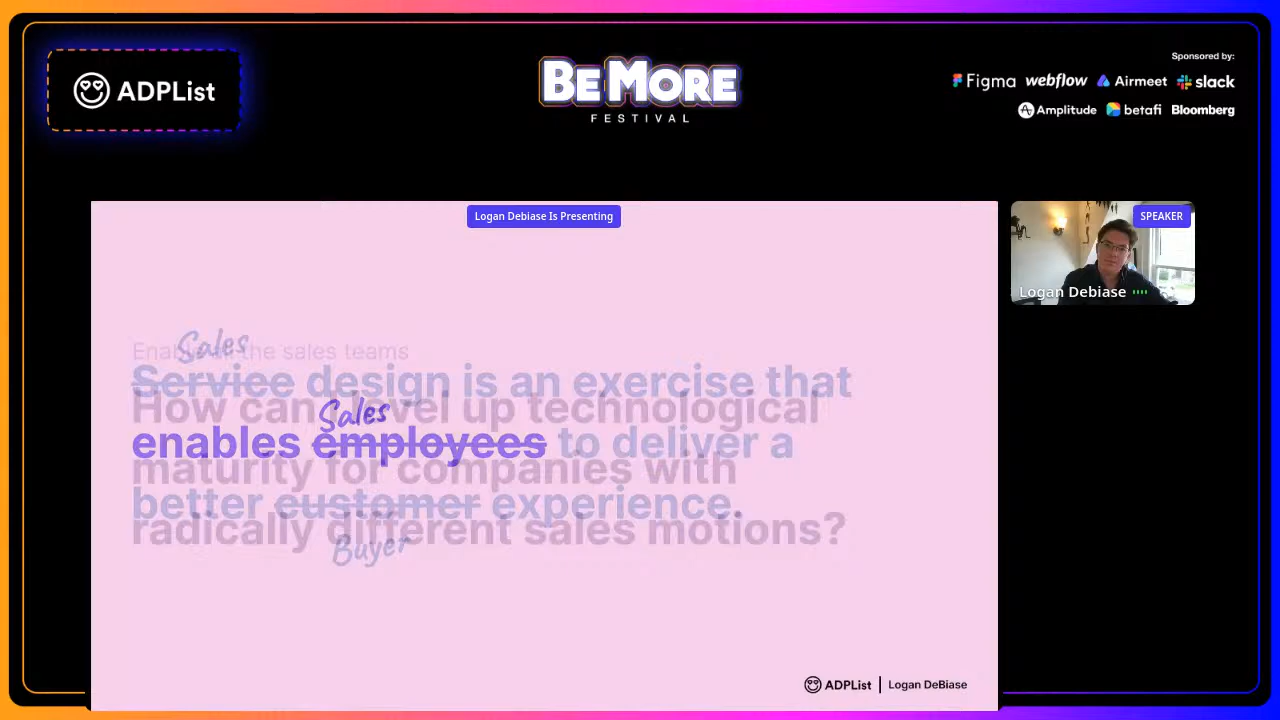 ADPList
BE MORE
FESTIVAL
Sponsored by:
Figma webflow Airmeet slack
Amplitude betafi Bloomberg
Logan Debiase Is Presenting
SPEAKER
Logan Debiase
Enable all the sales teams
Sales
Service design is an exercise that
How can I level up technological
Sales
enables employees to deliver a
maturity for companies with
better customer experience.
radically different sales motions?
Buyer
ADPList | Logan DeBiase